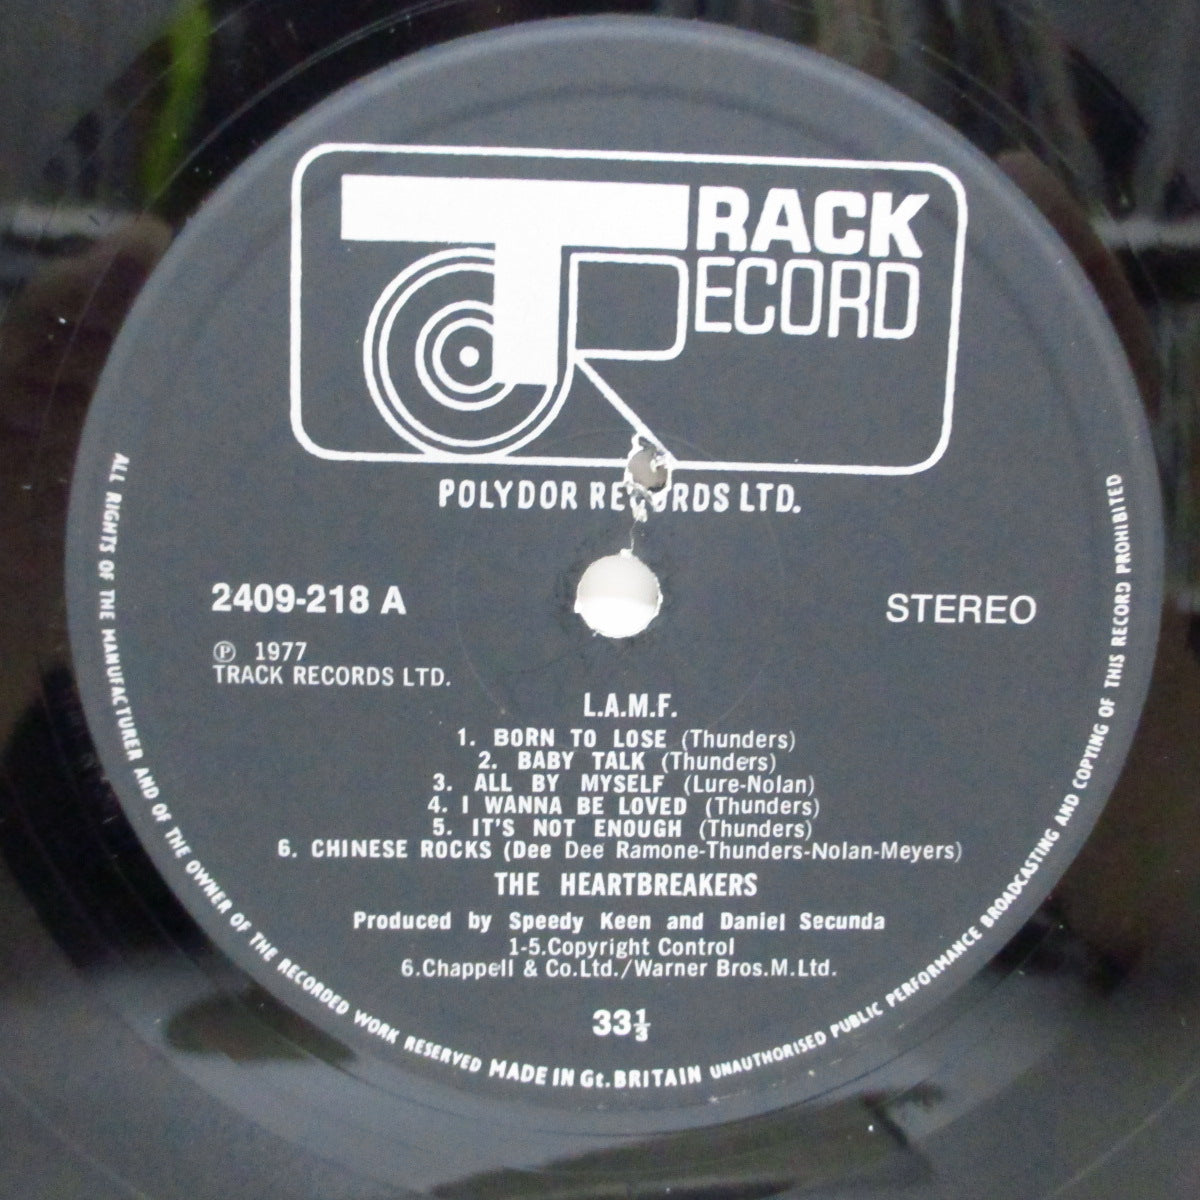 TRACK
RECORD
POLYDOR RECORDS LTD.
2409-218 A
STEREO
℗ 1977
TRACK RECORDS LTD.
L.A.M.F.
1. BORN TO LOSE (Thunders)
2. BABY TALK (Thunders)
3. ALL BY MYSELF (Lure-Nolan)
4. I WANNA BE LOVED (Thunders)
5. IT'S NOT ENOUGH (Thunders)
6. CHINESE ROCKS (Dee Dee Ramone-Thunders-Nolan-Meyers)
THE HEARTBREAKERS
Produced by Speedy Keen and Daniel Secunda
1-5.Copyright Control
6.Chappell & Co.Ltd./Warner Bros.M.Ltd.
33⅓
ALL RIGHTS OF THE MANUFACTURER AND OF THE OWNER OF THE RECORDED WORK RESERVED MADE IN Gt. BRITAIN UNAUTHORISED PUBLIC PERFORMANCE BROADCASTING AND COPYING OF THIS RECORD PROHIBITED